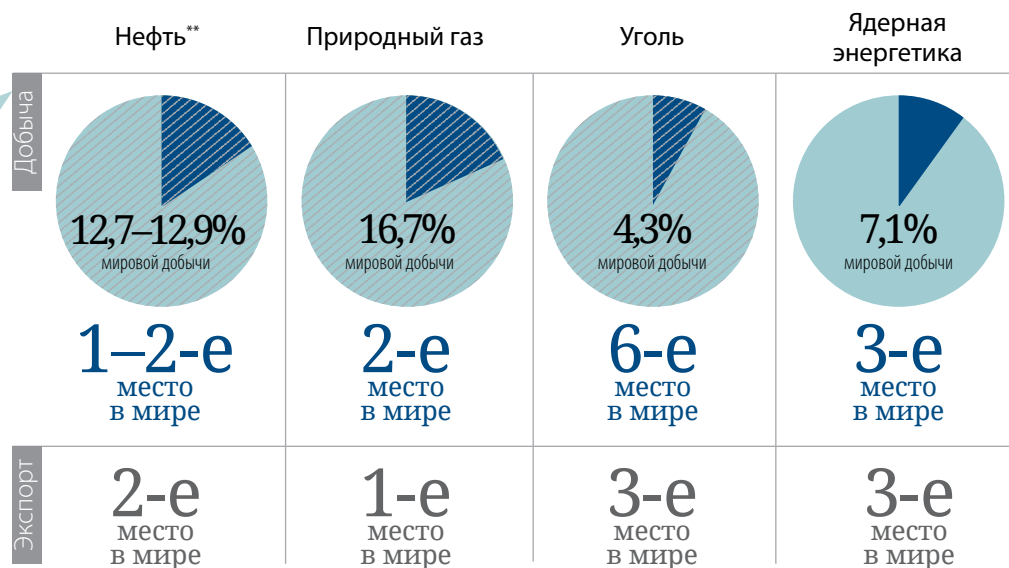 Нефть**
Природный газ
Уголь
Ядерная
энергетика
Добыча
12,7–12,9%
мировой добычи
16,7%
мировой добычи
4,3%
мировой добычи
7,1%
мировой добычи
1–2-е
место
в мире
2-е
место
в мире
6-е
место
в мире
3-е
место
в мире
Экспорт
2-е
место
в мире
1-е
место
в мире
3-е
место
в мире
3-е
место
в мире